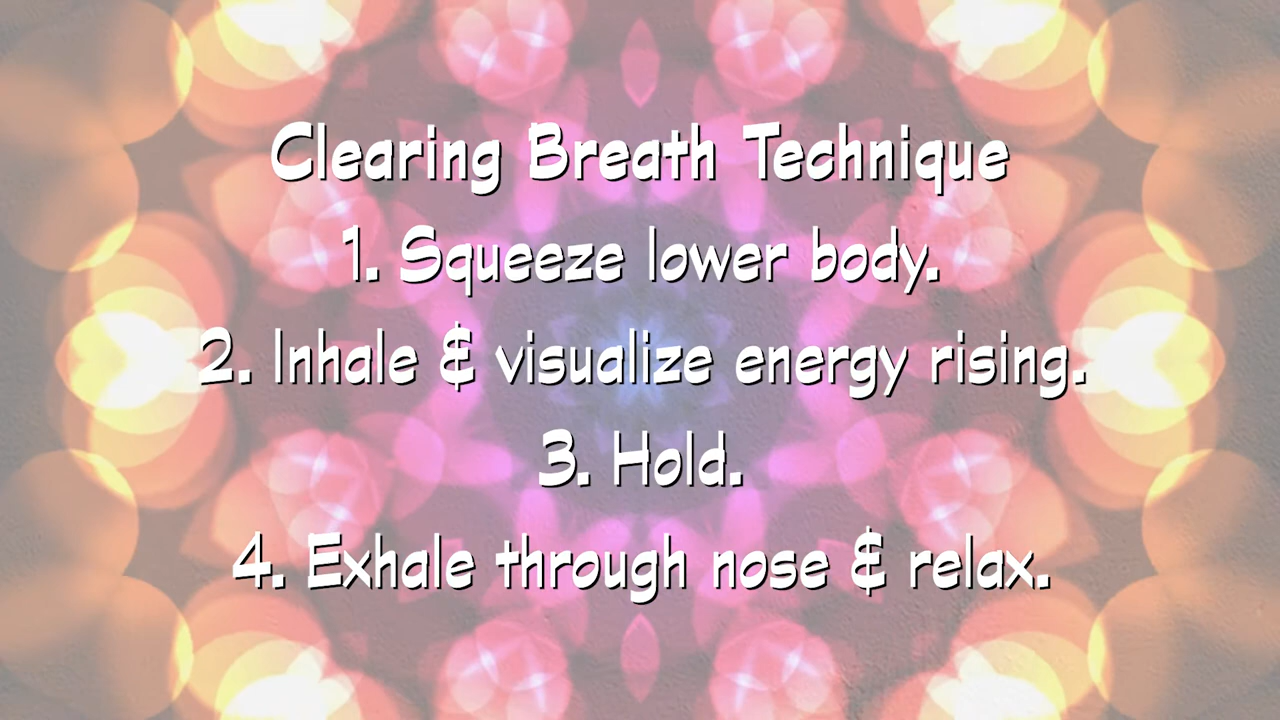 Clearing Breath Technique
1. Squeeze lower body.
2. Inhale & visualize energy rising.
3. Hold.
4. Exhale through nose & relax.